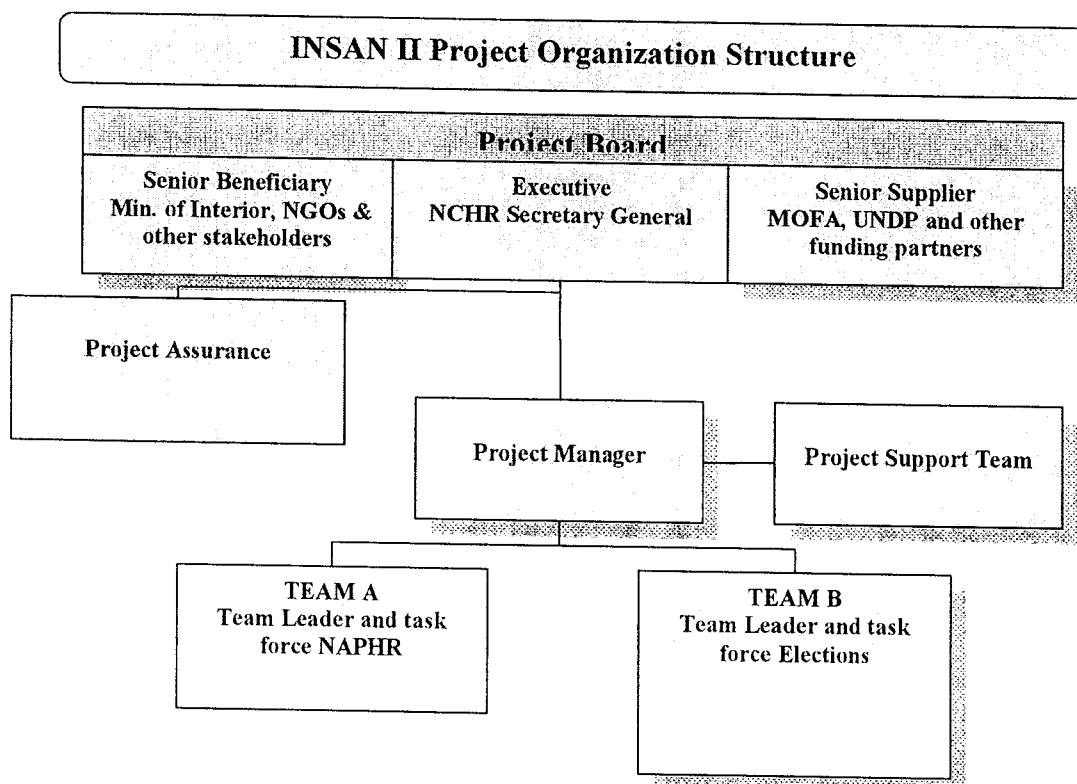 INSAN II Project Organization Structure
Project Board
Senior Beneficiary
Min. of Interior, NGOs &
other stakeholders
Executive
NCHR Secretary General
Senior Supplier
MOFA, UNDP and other
funding partners
Project Assurance
Project Manager
Project Support Team
TEAM A
Team Leader and task
force NAPHR
TEAM B
Team Leader and task
force Elections